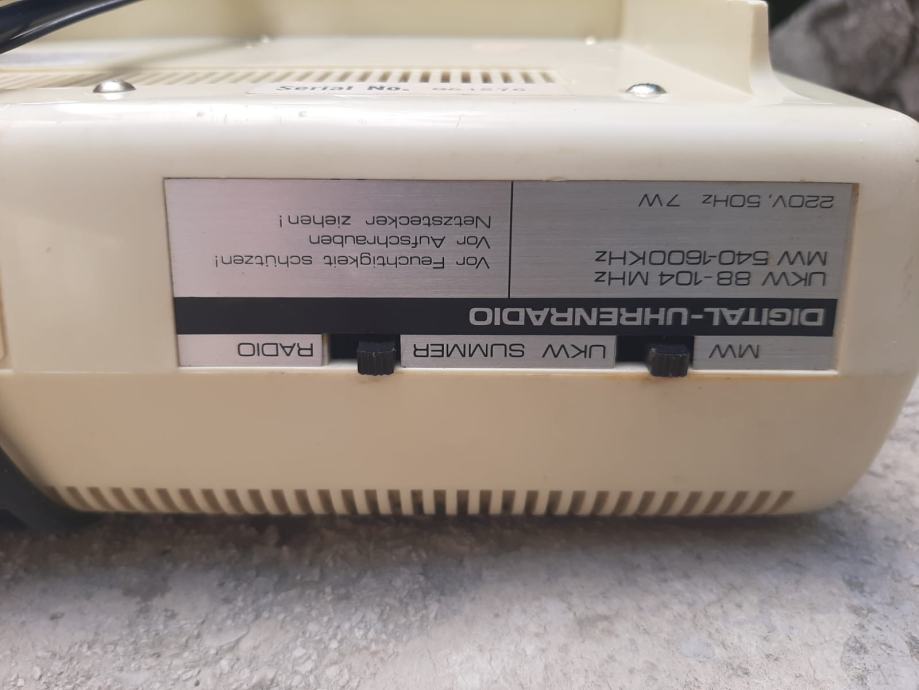 MW UKW SUMMER RADIO
DIGITAL-UHRENRADIO
UKW 88-104 MHz
MW 540-1600KHz
220V, 50Hz 7W
Vor Feuchtigkeit schützen!
Vor Aufschrauben
Netzstecker ziehen!
Serial No.